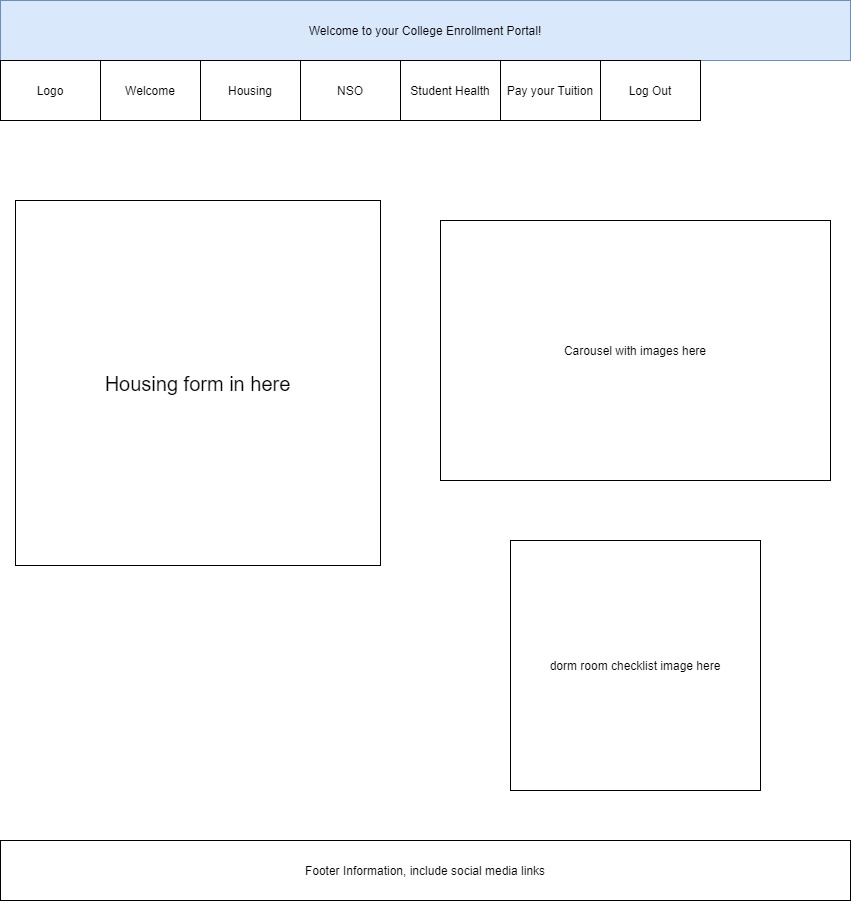 Welcome to your College Enrollment Portal!
Logo
Welcome
Housing
NSO
Student Health
Pay your Tuition
Log Out
Housing form in here
Carousel with images here
dorm room checklist image here
Footer Information, include social media links